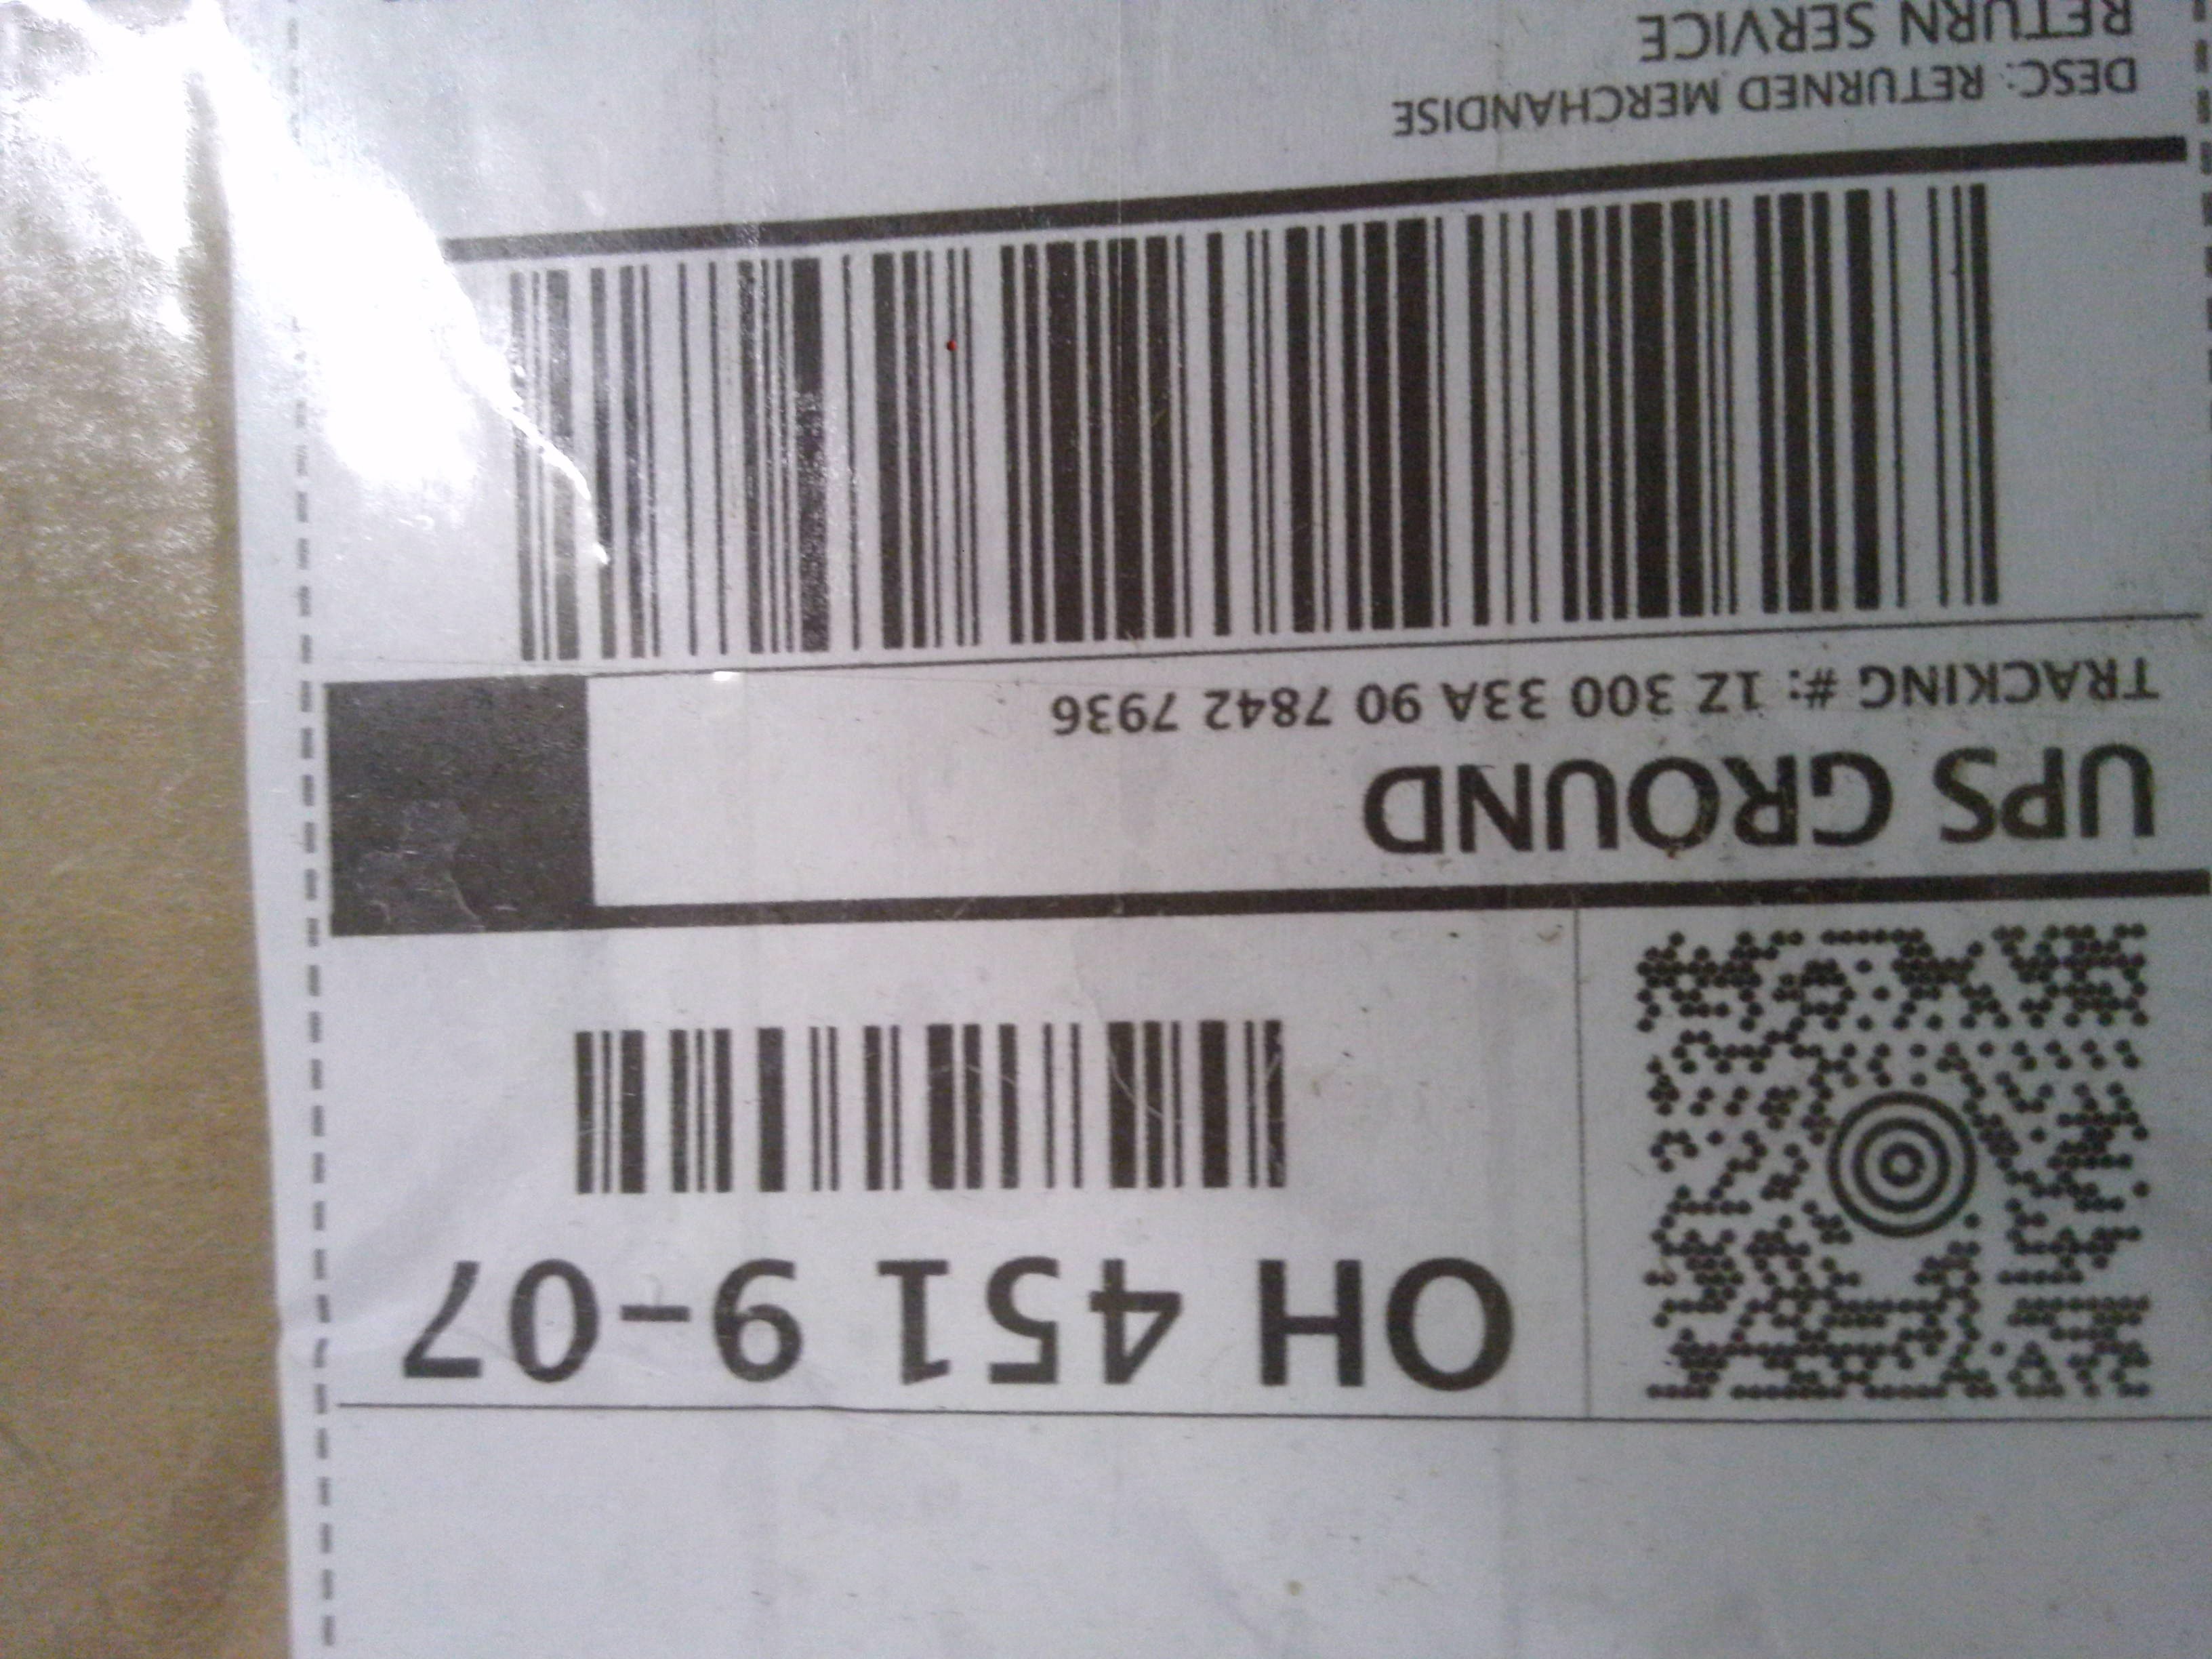 OH 451 9-07
UPS GROUND
TRACKING #: 1Z 300 33A 90 7842 7936
DESC: RETURNED MERCHANDISE
RETURN SERVICE